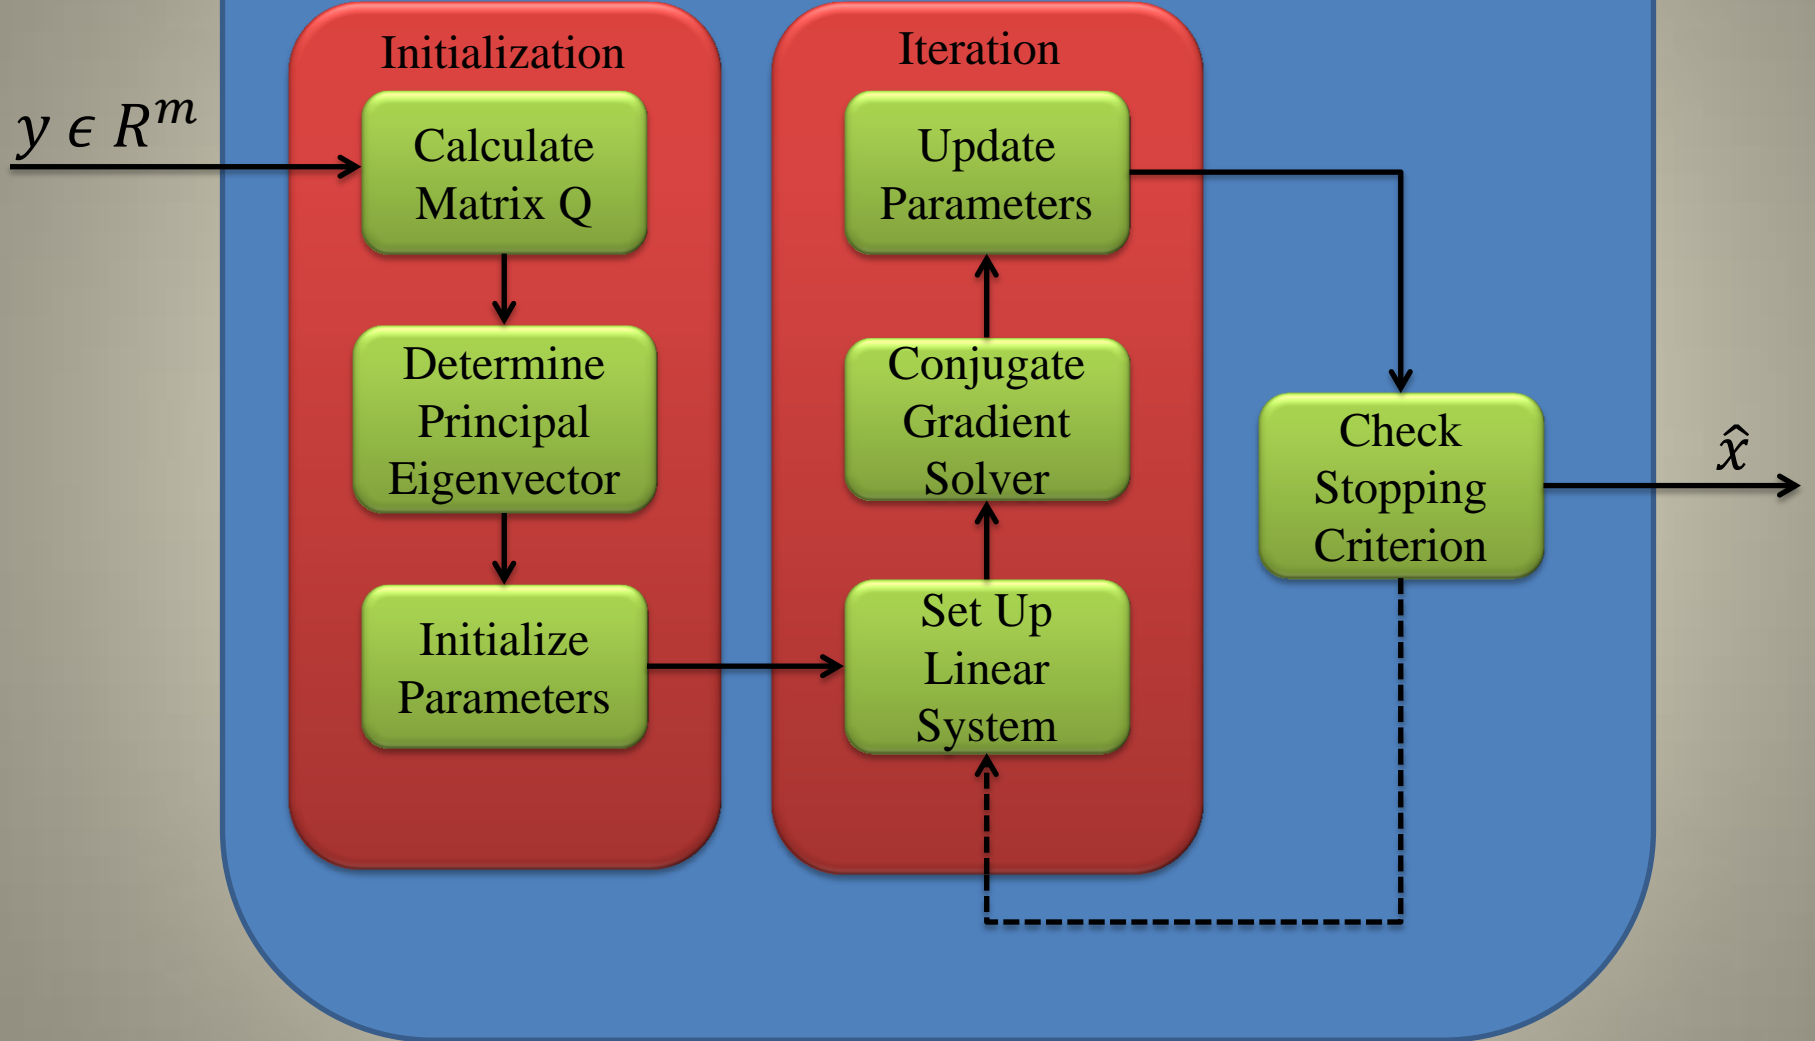 y ϵ R^m
Initialization
Calculate
Matrix Q
Determine
Principal
Eigenvector
Initialize
Parameters
Iteration
Update
Parameters
Conjugate
Gradient
Solver
Set Up
Linear
System
Check
Stopping
Criterion
x̂